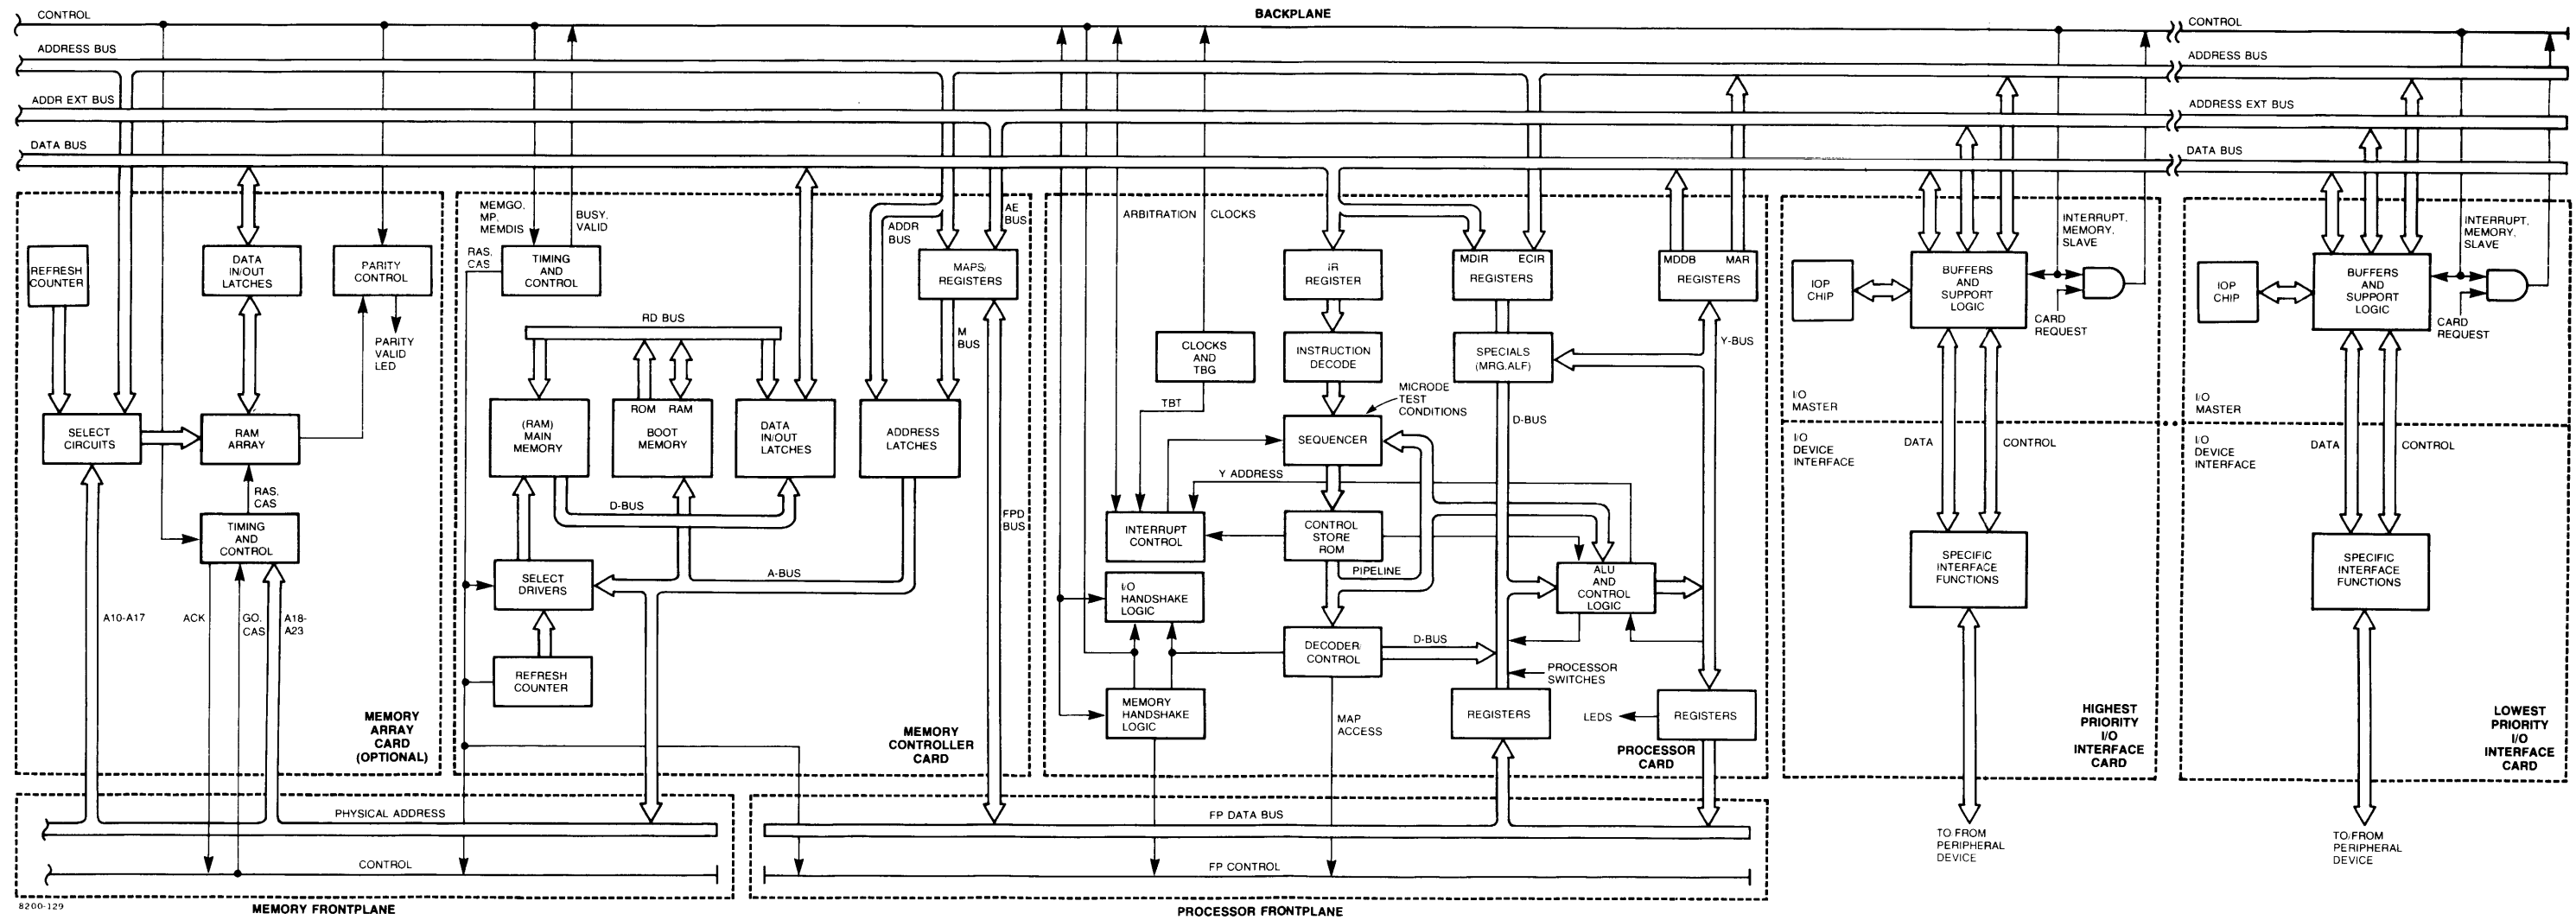 BACKPLANE
CONTROL
ADDRESS BUS
ADDR EXT BUS
DATA BUS
CONTROL
ADDRESS BUS
ADDRESS EXT BUS
DATA BUS
REFRESH
COUNTER
DATA
IN/OUT
LATCHES
PARITY
CONTROL
PARITY
VALID
LED
SELECT
CIRCUITS
RAM
ARRAY
RAS,
CAS
TIMING
AND
CONTROL
A10-A17
ACK
GO,
CAS
A18-
A23
MEMORY
ARRAY
CARD
(OPTIONAL)
MEMGO,
MP,
MEMDIS
BUSY,
VALID
RAS,
CAS
TIMING
AND
CONTROL
ADDR
BUS
AE
BUS
MAPS/
REGISTERS
RD BUS
M
BUS
(RAM)
MAIN
MEMORY
ROM RAM
BOOT
MEMORY
DATA
IN/OUT
LATCHES
ADDRESS
LATCHES
D-BUS
FPD
BUS
SELECT
DRIVERS
A-BUS
REFRESH
COUNTER
MEMORY
CONTROLLER
CARD
ARBITRATION
CLOCKS
IR
REGISTER
MDIR ECIR
REGISTERS
MDDB MAR
REGISTERS
CLOCKS
AND
TBG
INSTRUCTION
DECODE
SPECIALS
(MRG.ALF)
Y-BUS
MICRODE
TEST
CONDITIONS
TBT
SEQUENCER
D-BUS
Y ADDRESS
INTERRUPT
CONTROL
CONTROL
STORE
ROM
PIPELINE
I/O
HANDSHAKE
LOGIC
ALU
AND
CONTROL
LOGIC
DECODER/
CONTROL
D-BUS
PROCESSOR
SWITCHES
MEMORY
HANDSHAKE
LOGIC
MAP
ACCESS
REGISTERS
LEDS
REGISTERS
PROCESSOR
CARD
INTERRUPT,
MEMORY,
SLAVE
IOP
CHIP
BUFFERS
AND
SUPPORT
LOGIC
CARD
REQUEST
I/O
MASTER
I/O
DEVICE
INTERFACE
DATA
CONTROL
SPECIFIC
INTERFACE
FUNCTIONS
HIGHEST
PRIORITY
I/O
INTERFACE
CARD
TO FROM
PERIPHERAL
DEVICE
INTERRUPT,
MEMORY,
SLAVE
IOP
CHIP
BUFFERS
AND
SUPPORT
LOGIC
CARD
REQUEST
I/O
MASTER
I/O
DEVICE
INTERFACE
DATA
CONTROL
SPECIFIC
INTERFACE
FUNCTIONS
LOWEST
PRIORITY
I/O
INTERFACE
CARD
TO/FROM
PERIPHERAL
DEVICE
PHYSICAL ADDRESS
CONTROL
FP DATA BUS
FP CONTROL
8200-129
MEMORY FRONTPLANE
PROCESSOR FRONTPLANE